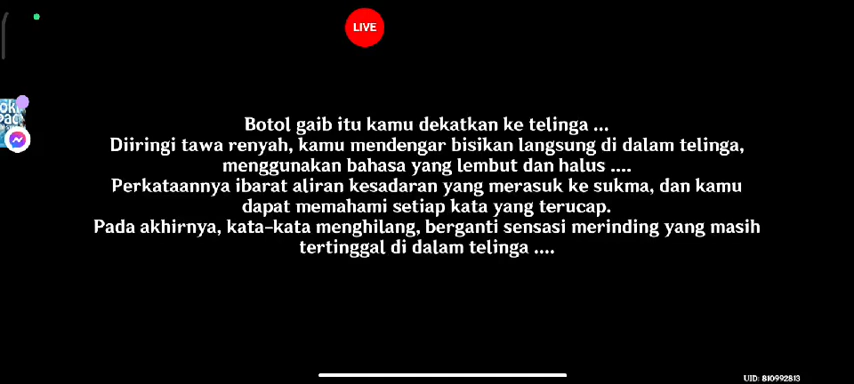 LIVE
Botol gaib itu kamu dekatkan ke telinga ...
Diiringi tawa renyah, kamu mendengar bisikan langsung di dalam telinga,
menggunakan bahasa yang lembut dan halus ....
Perkataannya ibarat aliran kesadaran yang merasuk ke sukma, dan kamu
dapat memahami setiap kata yang terucap.
Pada akhirnya, kata-kata menghilang, berganti sensasi merinding yang masih
tertinggal di dalam telinga ....
UID: 810992813